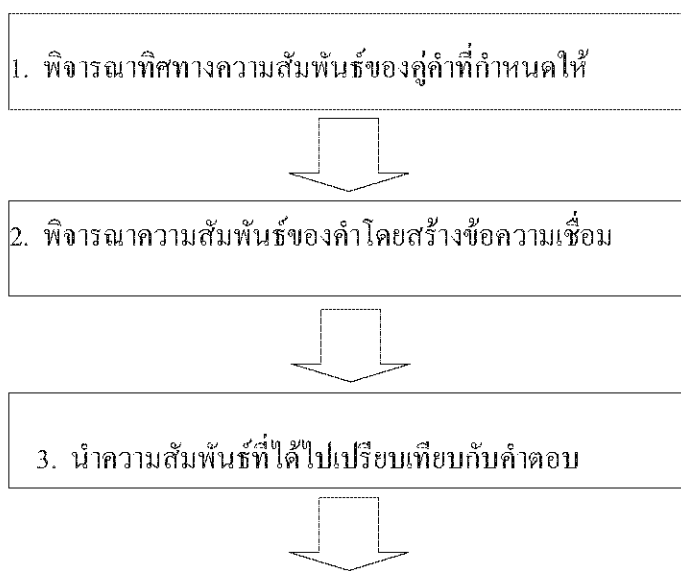 1. พิจารณาทิศทางความสัมพันธ์ของคู่คำที่กำหนดให้
2. พิจารณาความสัมพันธ์ของคำโดยสร้างข้อความเชื่อม
3. นำความสัมพันธ์ที่ได้ไปเปรียบเทียบกับคำตอบ